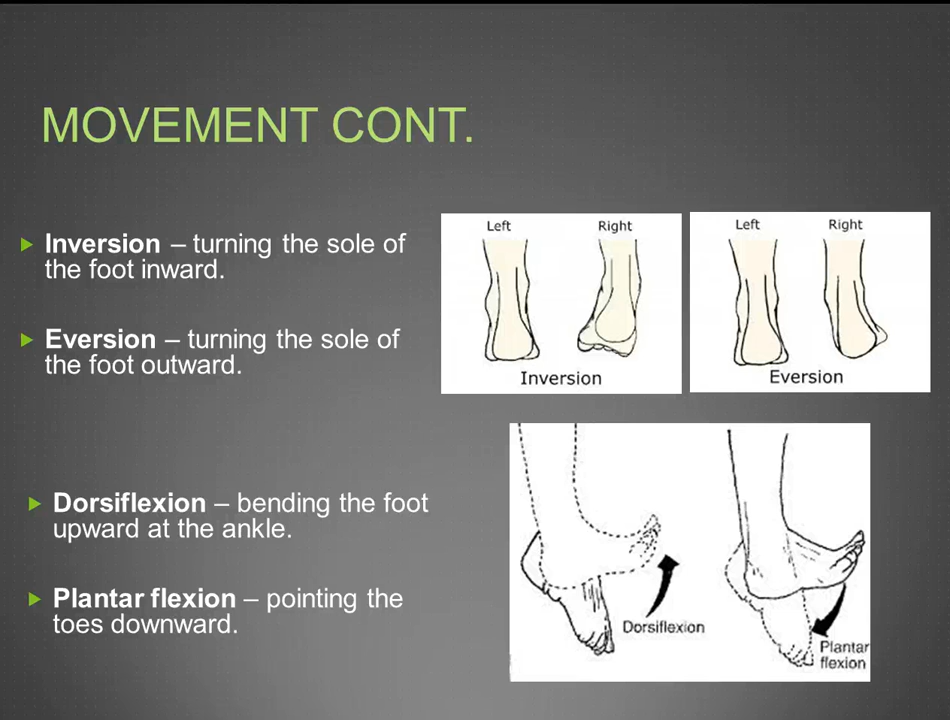 MOVEMENT CONT.
Inversion – turning the sole of
the foot inward.
Eversion – turning the sole of
the foot outward.
Left Right
Inversion
Left Right
Eversion
Dorsiflexion – bending the foot
upward at the ankle.
Plantar flexion – pointing the
toes downward.
Dorsiflexion
Plantar
flexion